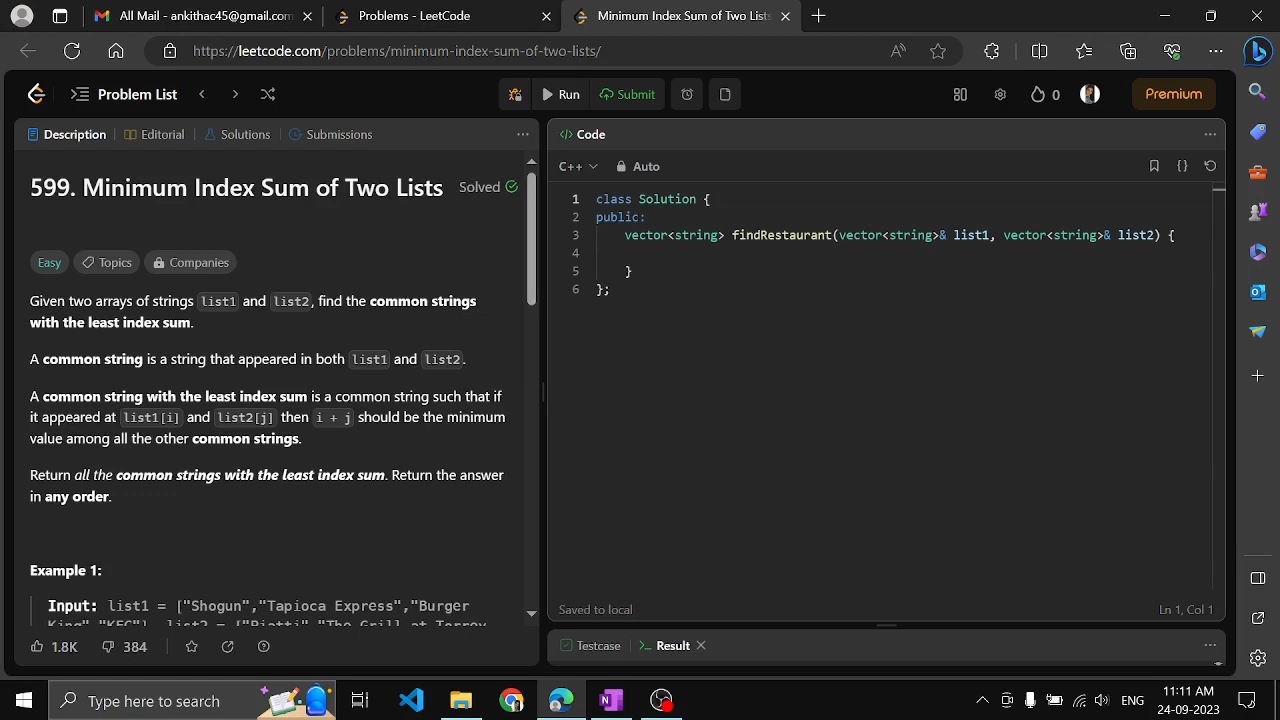 All Mail - ankithac45@gmail.com
Problems - LeetCode
Minimum Index Sum of Two Lists
https://leetcode.com/problems/minimum-index-sum-of-two-lists/
Problem List
Run
Submit
0
Premium
Description
Editorial
Solutions
Submissions
Code
C++
Auto
599. Minimum Index Sum of Two Lists
Solved
Easy
Topics
Companies
Given two arrays of strings list1 and list2, find the common strings
with the least index sum.
A common string is a string that appeared in both list1 and list2.
A common string with the least index sum is a common string such that if
it appeared at list1[i] and list2[j] then i + j should be the minimum
value among all the other common strings.
Return all the common strings with the least index sum. Return the answer
in any order.
Example 1:
Input: list1 = ["Shogun","Tapioca Express","Burger
King","KFC"], list2 = ["Piatti","The Grill at Torrey
1.8K
384
1 class Solution {
2 public:
3 vector<string> findRestaurant(vector<string>& list1, vector<string>& list2) {
4
5 }
6 };
Saved to local
Ln 1, Col 1
Testcase
Result
Type here to search
ENG
11:11 AM
24-09-2023